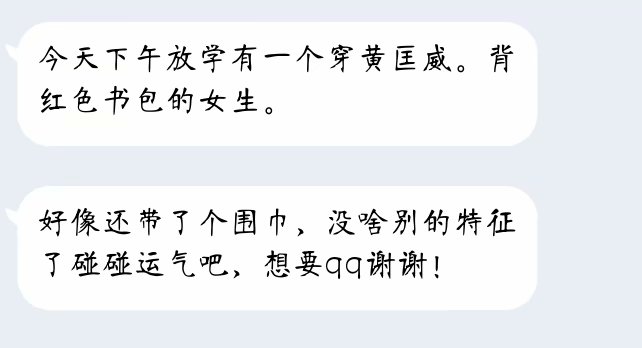 今天下午放学有一个穿黄匡威。背
红色书包的女生。
好像还带了个围巾，没啥别的特征
了碰碰运气吧，想要qq谢谢！